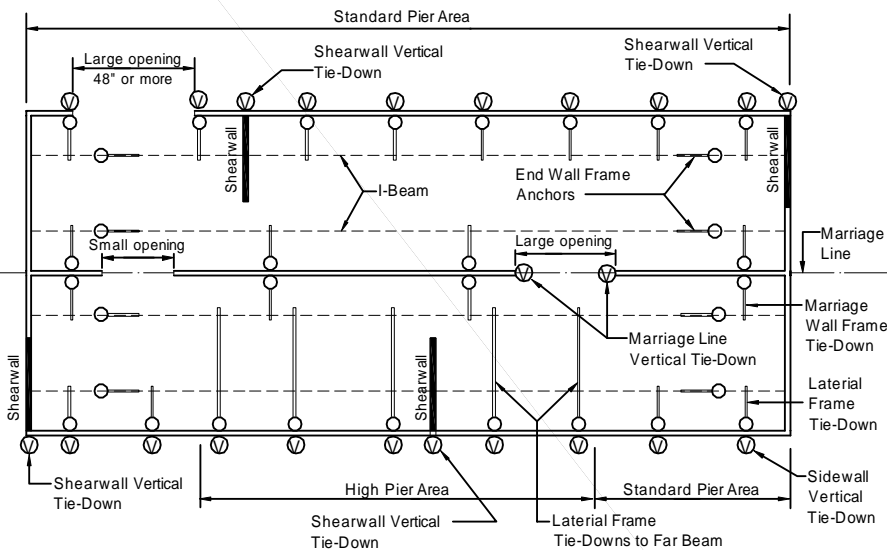 Standard Pier Area
Large opening
48" or more
Shearwall Vertical
Tie-Down
Shearwall Vertical
Tie-Down
V
V
V
V
V
V
V
V
V
V
Shearwall
Shearwall
I-Beam
End Wall Frame
Anchors
Small opening
Large opening
Marriage
Line
V
V
Marriage
Wall Frame
Tie-Down
Marriage Line
Vertical Tie-Down
Shearwall
Shearwall
Laterial
Frame
Tie-Down
V
V
V
V
V
V
V
V
V
V
V
Shearwall Vertical
Tie-Down
High Pier Area
Standard Pier Area
Sidewall
Vertical
Tie-Down
Shearwall Vertical
Tie-Down
Laterial Frame
Tie-Downs to Far Beam